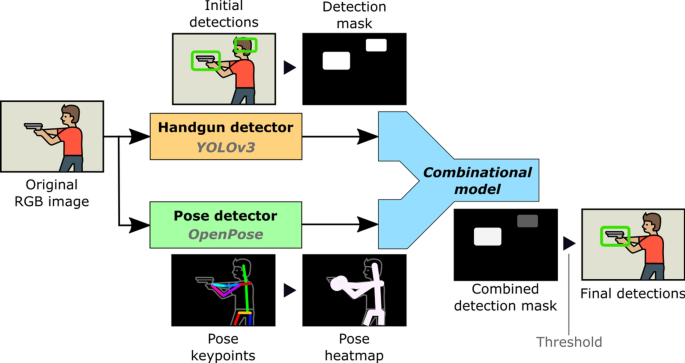 Initial
detections
Detection
mask
Handgun detector
YOLOv3
Original
RGB image
Combinational
model
Pose detector
OpenPose
Pose
keypoints
Pose
heatmap
Combined
detection mask
Final detections
Threshold